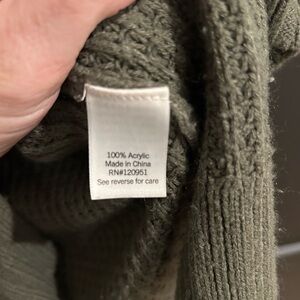 100% Acrylic
Made in China
RN#120951
See reverse for care